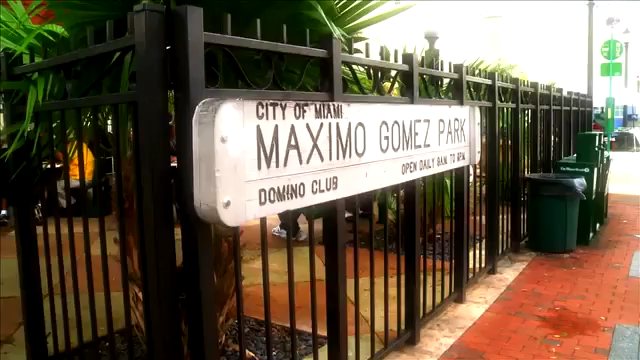 CITY OF MIAMI
MAXIMO GOMEZ PARK
OPEN DAILY 9AM TO 6PM
DOMINO CLUB